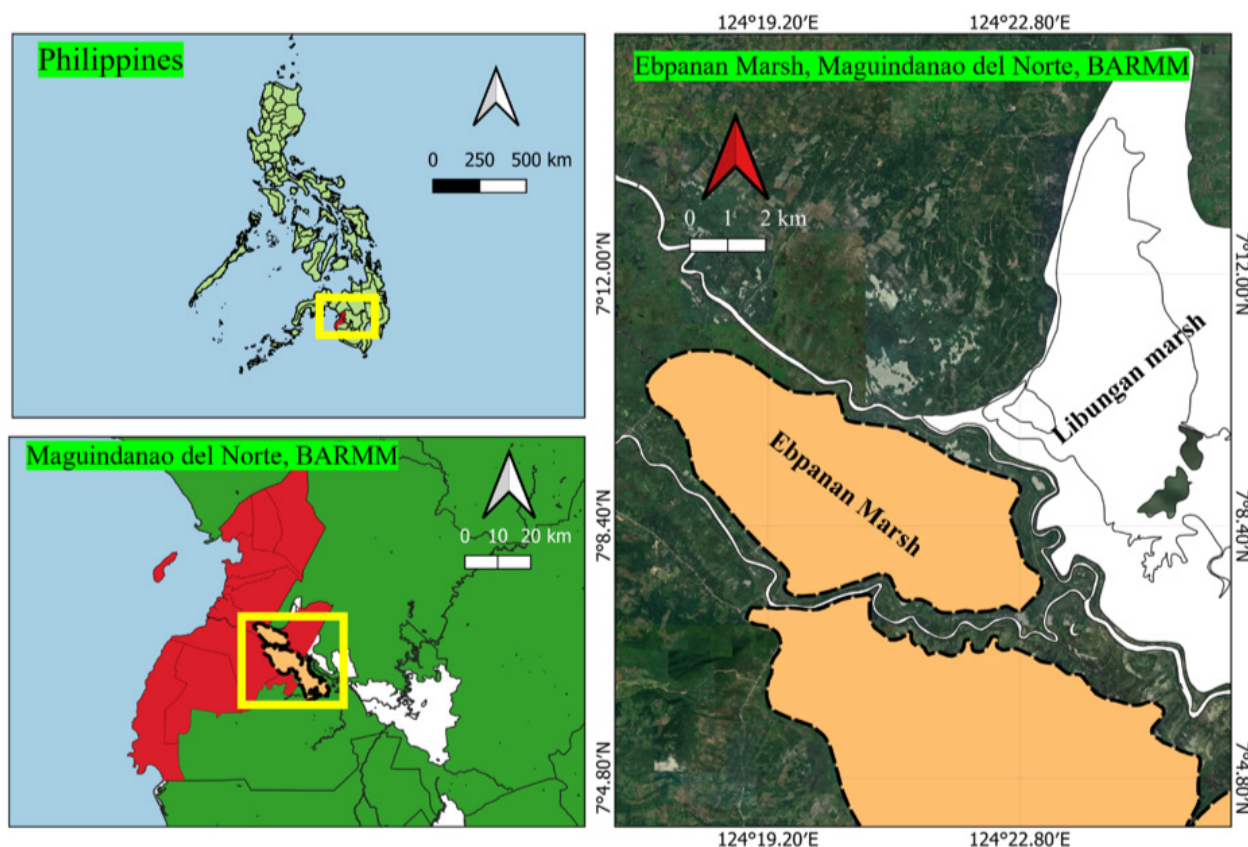 Philippines
0 250 500 km
Maguindanao del Norte, BARMM
0 10 20 km
124°19.20'E 124°22.80'E
Ebpanan Marsh, Maguindanao del Norte, BARMM
0 1 2 km
Libungan marsh
Ebpanan Marsh
7°12.00'N
7°8.40'N
7°4.80'N
7°12.00'N
7°8.40'N
7°4.80'N
124°19.20'E 124°22.80'E